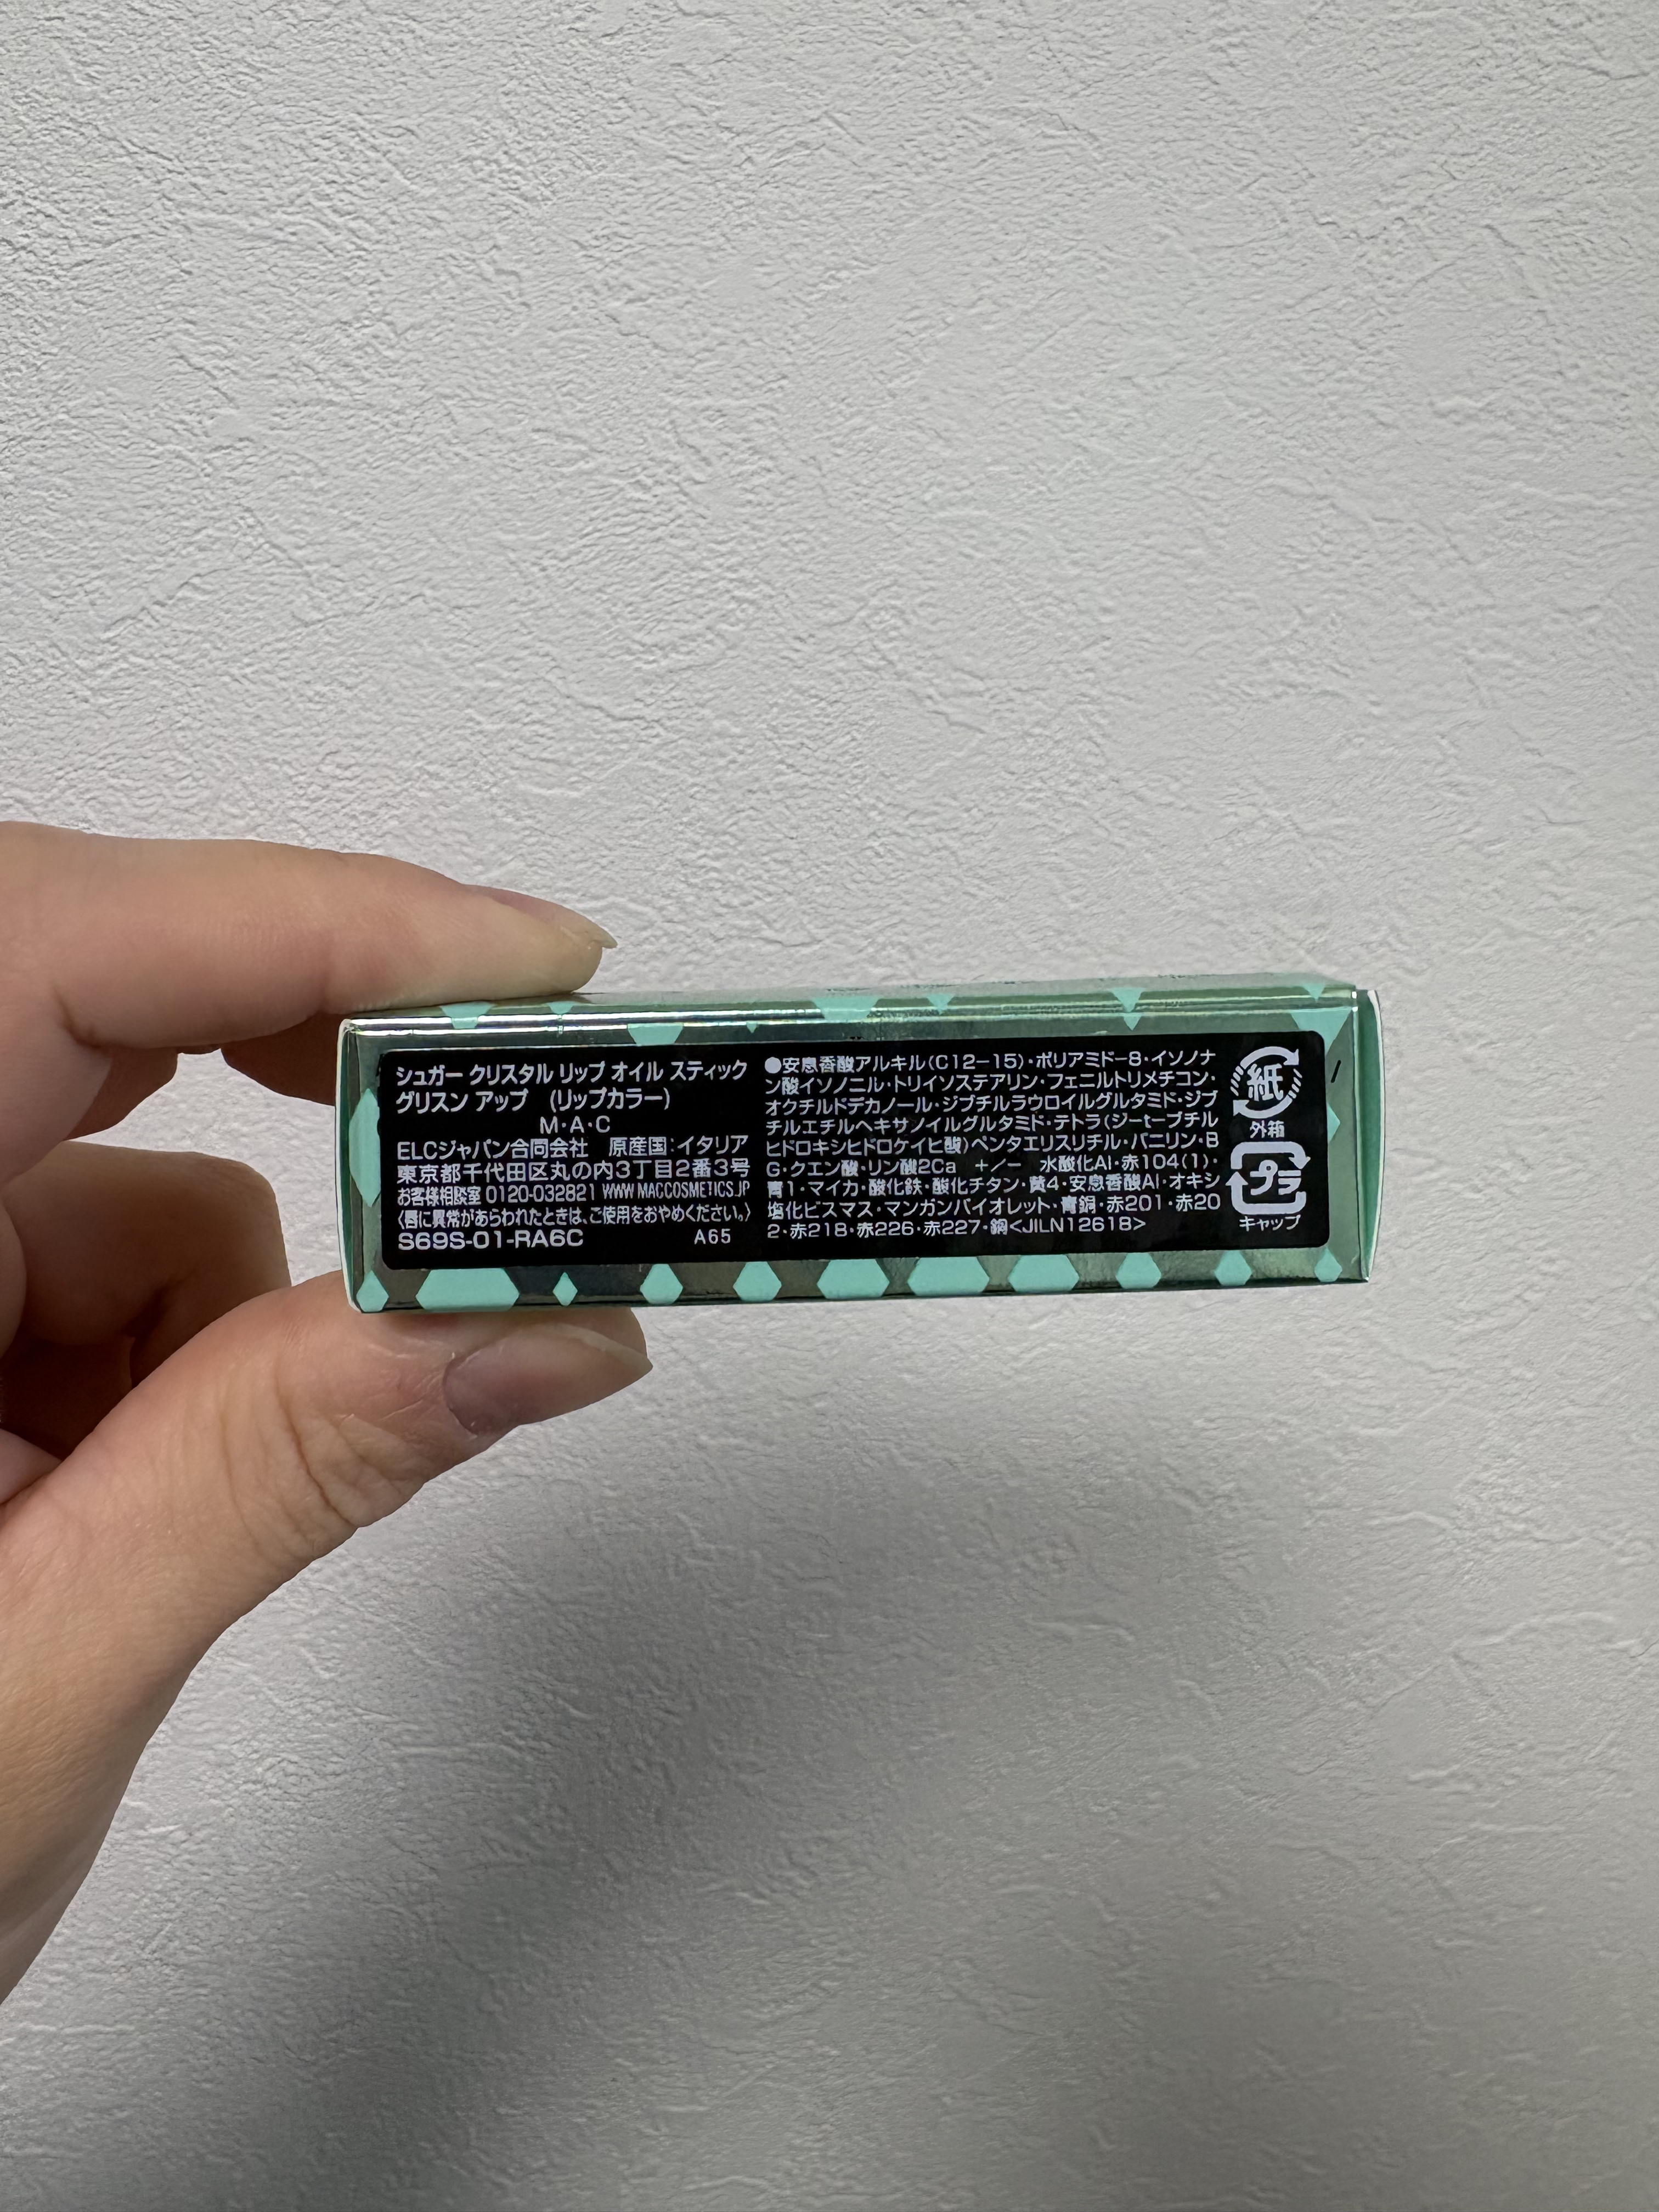 シュガー クリスタル リップ オイル スティック
グリスン アップ (リップカラー)
M・A・C
ELCジャパン合同会社 原産国:イタリア
東京都千代田区丸の内3丁目2番3号
お客様相談室 0120-032821 WWW.MACCOSMETICS.JP
〈唇に異常があらわれたときは、ご使用をおやめください。〉
S69S-01-RA6C A65
●安息香酸アルキル(C12-15)・ポリアミド-8・イソノナ
ン酸イソノニル・トリイソステアリン・フェニルトリメチコン・
オクチルドデカノール・ジブチルラウロイルグルタミド・ジブ
チルエチルヘキサノイルグルタミド・テトラ(ジ-t-ブチル
ヒドロキシヒドロケイヒ酸)ペンタエリスリチル・バニリン・B
G・クエン酸・リン酸2Ca +/- 水酸化Al・赤104(1)・
青1・マイカ・酸化鉄・酸化チタン・黄4・安息香酸Al・オキシ
塩化ビスマス・マンガンバイオレット・青銅・赤201・赤20
2・赤218・赤226・赤227・銅<JILN12618>
紙
外箱
プラ
キャップ